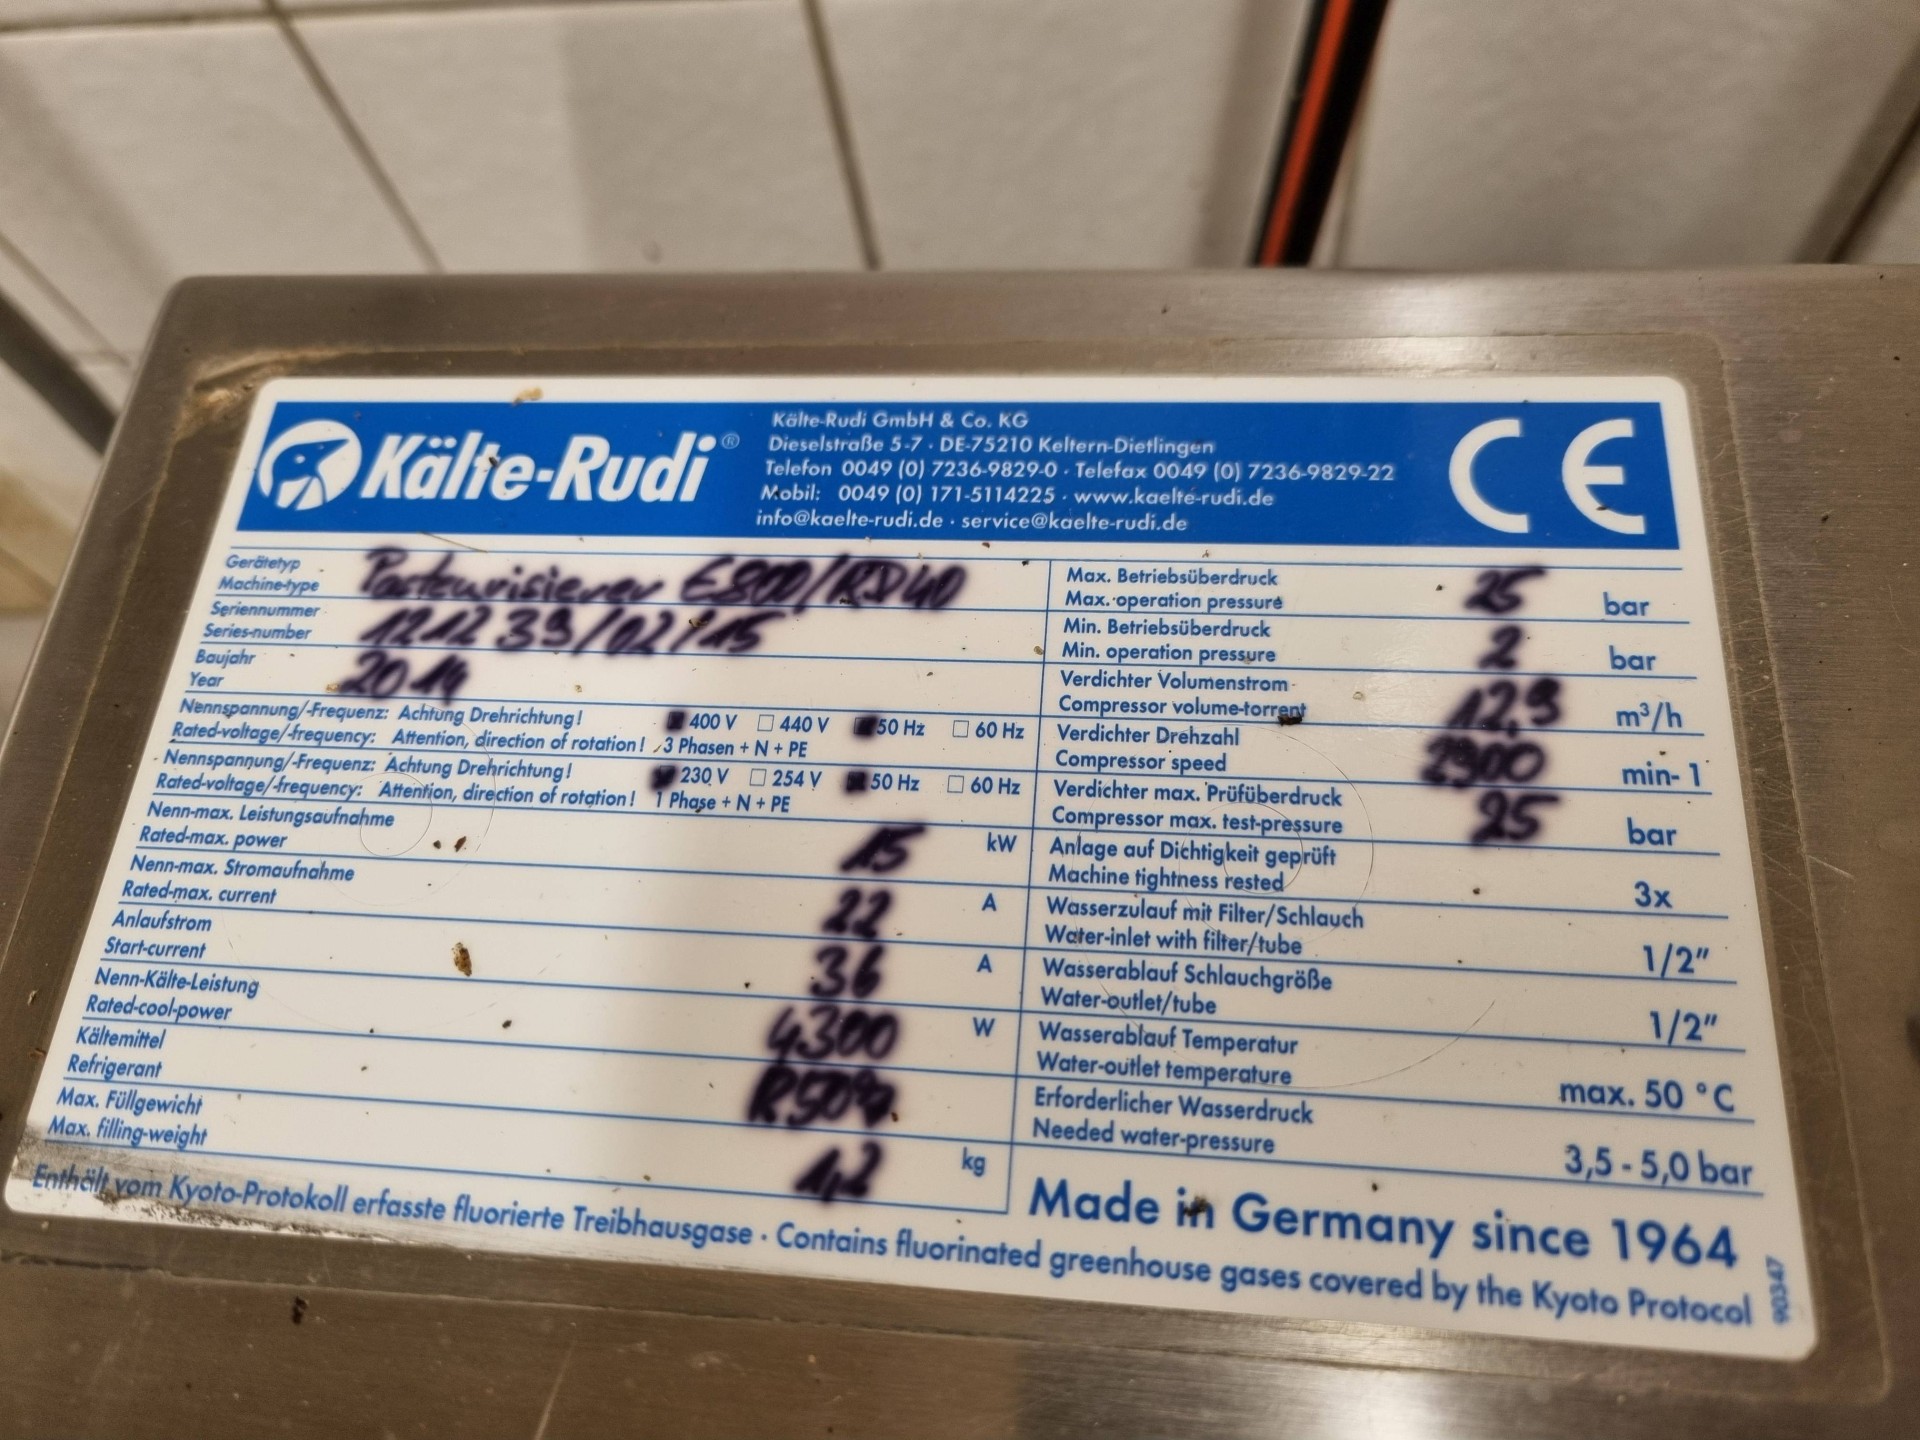 Kälte-Rudi®
Kälte-Rudi GmbH & Co. KG
Dieselstraße 5-7 · DE-75210 Keltern-Dietlingen
Telefon 0049 (0) 7236-9829-0 · Telefax 0049 (0) 7236-9829-22
Mobil: 0049 (0) 171-5114225 · www.kaelte-rudi.de
info@kaelte-rudi.de · service@kaelte-rudi.de
CE
Gerätetyp
Machine-type
Pasteurisierer E800/RD40
Seriennummer
Series-number
121239/02/15
Baujahr
Year
2014
Nennspannung/-Frequenz: Achtung Drehrichtung!
Rated-voltage/-frequency: Attention, direction of rotation!
400 V 440 V 50 Hz 60 Hz
3 Phasen + N + PE
Nennspannung/-Frequenz: Achtung Drehrichtung!
Rated-voltage/-frequency: Attention, direction of rotation!
230 V 254 V 50 Hz 60 Hz
1 Phase + N + PE
Nenn-max. Leistungsaufnahme
Rated-max. power
15 kW
Nenn-max. Stromaufnahme
Rated-max. current
22 A
Anlaufstrom
Start-current
36 A
Nenn-Kälte-Leistung
Rated-cool-power
4300 W
Kältemittel
Refrigerant
R507a
Max. Füllgewicht
Max. filling-weight
1,2 kg
Max. Betriebsüberdruck
Max. operation pressure
25 bar
Min. Betriebsüberdruck
Min. operation pressure
2 bar
Verdichter Volumenstrom
Compressor volume-torrent
12,9 m³/h
Verdichter Drehzahl
Compressor speed
2900 min-1
Verdichter max. Prüfüberdruck
Compressor max. test-pressure
25 bar
Anlage auf Dichtigkeit geprüft
Machine tightness rested
3x
Wasserzulauf mit Filter/Schlauch
Water-inlet with filter/tube
1/2"
Wasserablauf Schlauchgröße
Water-outlet/tube
1/2"
Wasserablauf Temperatur
Water-outlet temperature
max. 50 °C
Erforderlicher Wasserdruck
Needed water-pressure
3,5 - 5,0 bar
Made in Germany since 1964
Enthält vom Kyoto-Protokoll erfasste fluorierte Treibhausgase · Contains fluorinated greenhouse gases covered by the Kyoto Protocol
90347